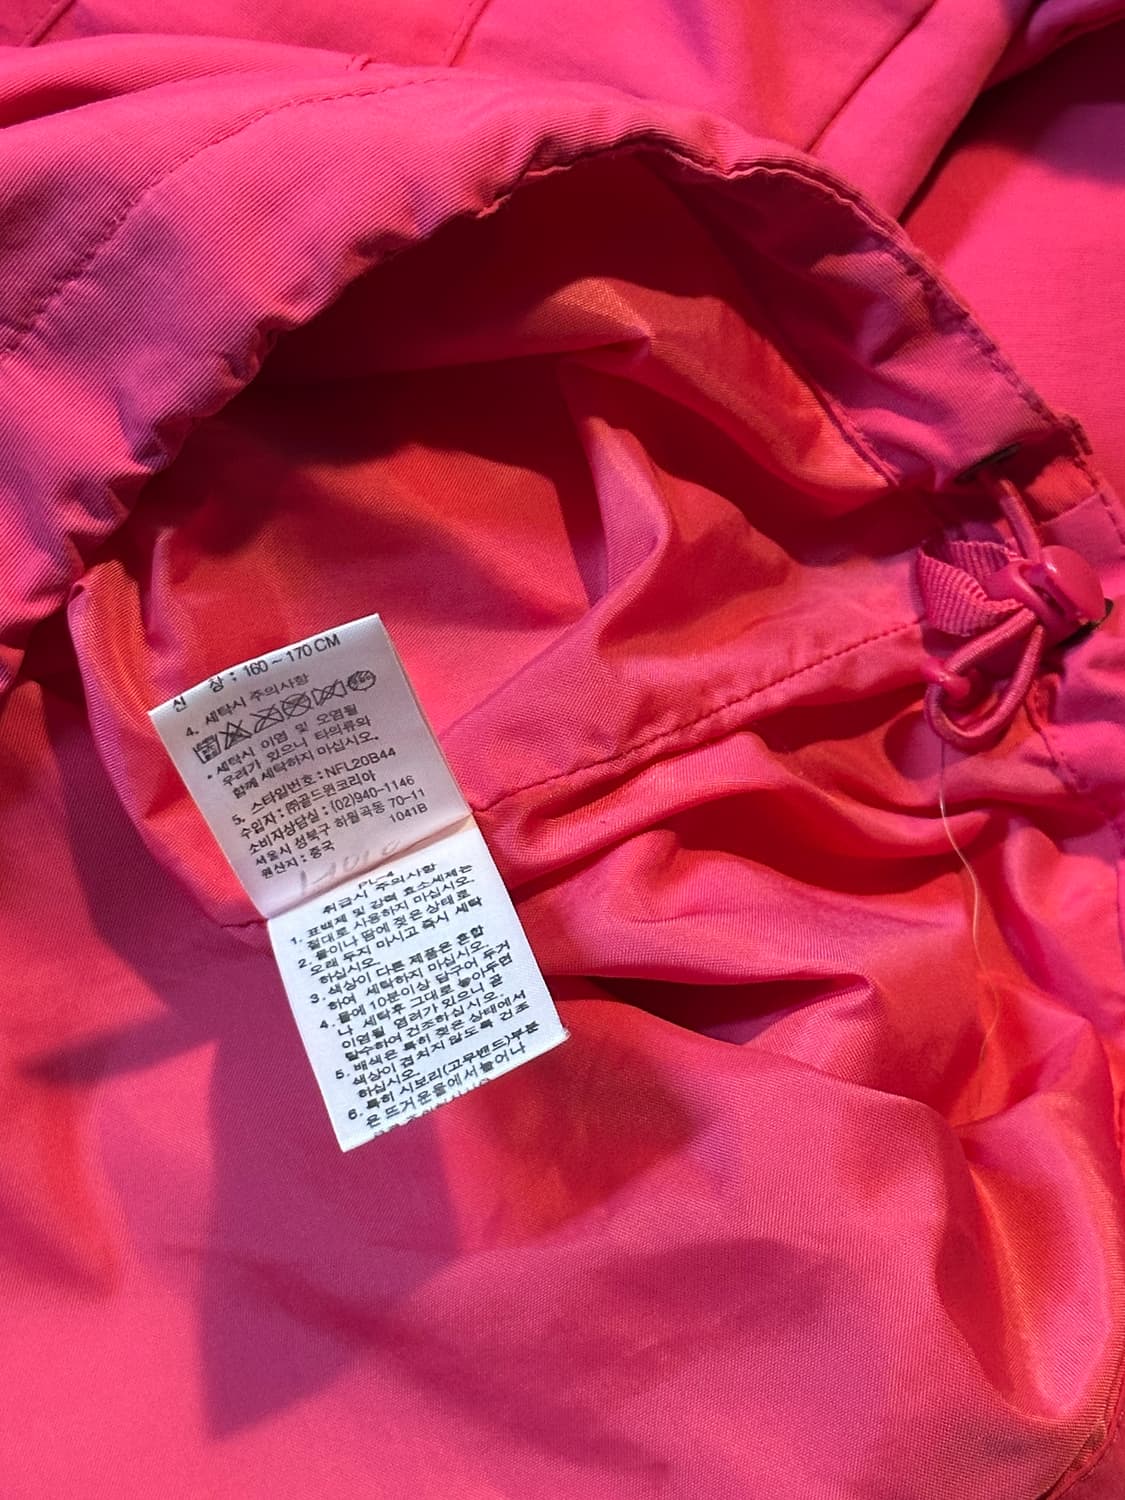 신 장 : 160 ~ 170 CM
4. 세탁시 주의사항
• 세탁시 이염 및 오염될
우려가 있으니 타의류와
함께 세탁하지 마십시오.
5. 스타일번호 : NFL20B44
수입자 : ㈜골드윈코리아
소비자상담실 : (02)940-1146
서울시 성북구 하월곡동 70-11
원산지 : 중국 1041B
PL-4
취급시 주의사항
1. 표백제 및 강력 효소세제는
절대로 사용하지 마십시오.
2. 물이나 땀에 젖은 상태로
오래 두지 마시고 즉시 세탁
하십시오.
3. 색상이 다른 제품은 혼합
하여 세탁하지 마십시오.
4. 물에 10분이상 담구어 두거
나 세탁후 그대로 놓아두면
이염될 염려가 있으니 곧
탈수하여 건조하십시오.
5. 배색은 특히 젖은 상태에서
색상이 겹치지 않도록 건조
하십시오.
6. 특히 시보리(고무밴드)부분
은 뜨거운물에서 늘어나